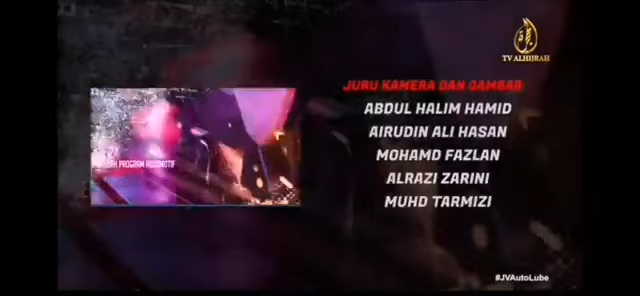 TV ALHIJRAH
JURU KAMERA DAN GAMBAR
ABDUL HALIM HAMID
AIRUDIN ALI HASAN
MOHAMD FAZLAN
ALRAZI ZARINI
MUHD TARMIZI
PROGRAM
#JVAutoLube